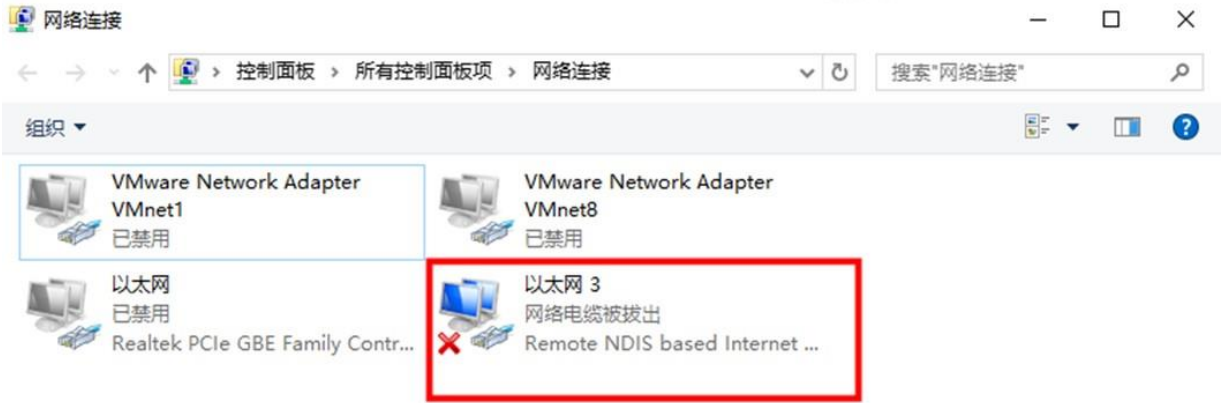 网络连接
控制面板 › 所有控制面板项 › 网络连接
搜索"网络连接"
组织
VMware Network Adapter
VMnet1
已禁用
VMware Network Adapter
VMnet8
已禁用
以太网
已禁用
Realtek PCIe GBE Family Contr...
以太网 3
网络电缆被拔出
Remote NDIS based Internet ...